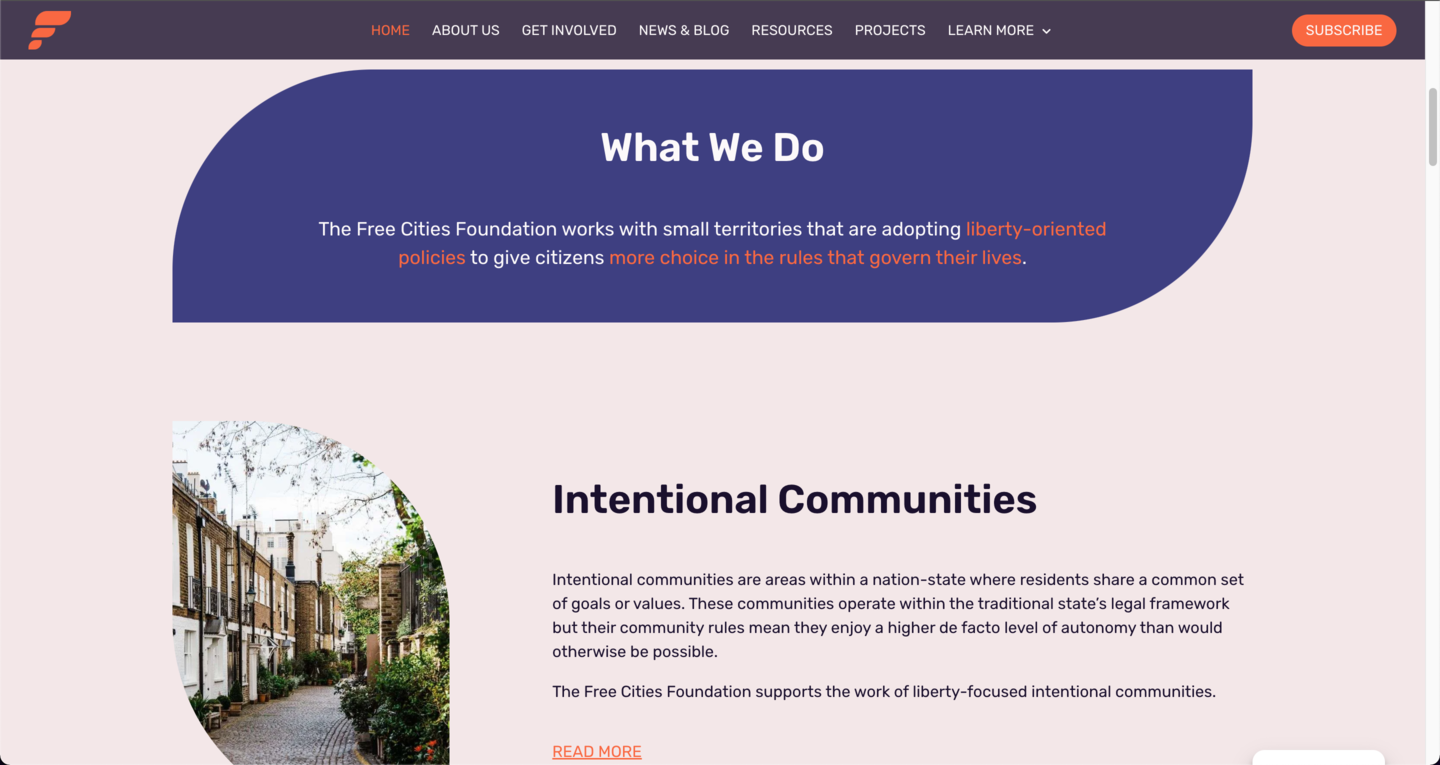 HOME ABOUT US GET INVOLVED NEWS & BLOG RESOURCES PROJECTS LEARN MORE SUBSCRIBE
What We Do
The Free Cities Foundation works with small territories that are adopting liberty-oriented
policies to give citizens more choice in the rules that govern their lives.
Intentional Communities
Intentional communities are areas within a nation-state where residents share a common set
of goals or values. These communities operate within the traditional state’s legal framework
but their community rules mean they enjoy a higher de facto level of autonomy than would
otherwise be possible.
The Free Cities Foundation supports the work of liberty-focused intentional communities.
READ MORE